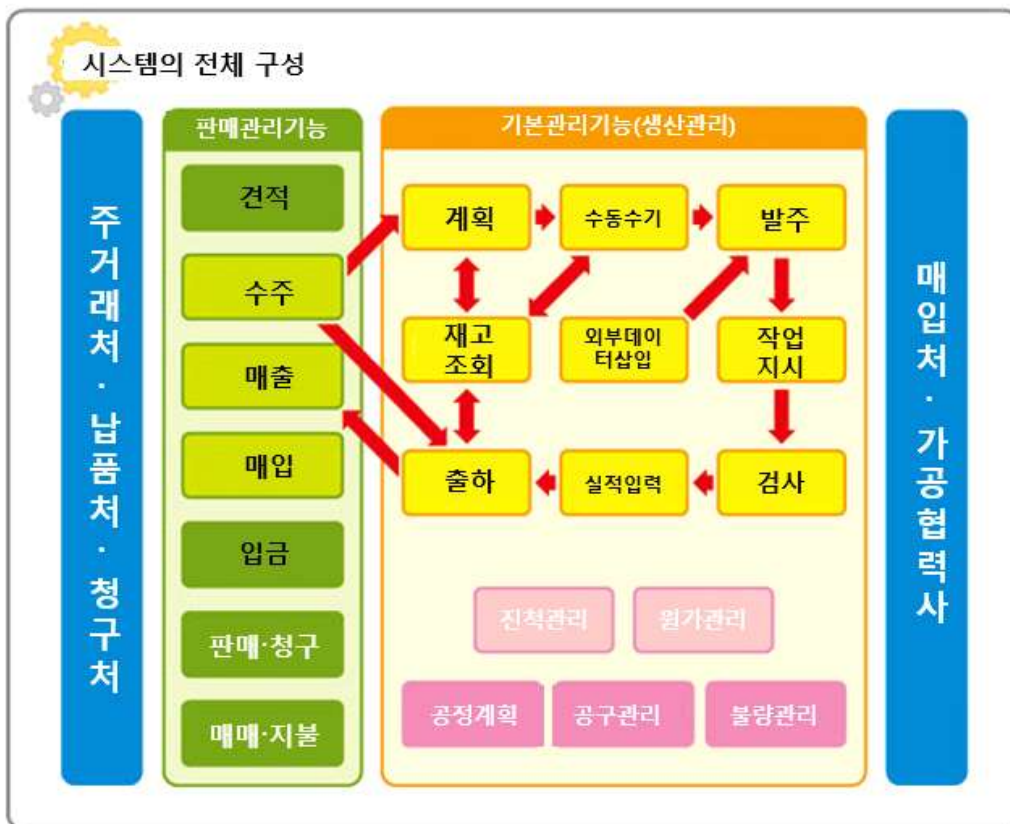 시스템의 전체 구성
주거래처·납품처·청구처
판매관리기능
견적
수주
매출
매입
입금
판매·청구
매매·지불
기본관리기능(생산관리)
계획
수동수기
발주
재고
조회
외부데이
터삽입
작업
지시
출하
실적입력
검사
진척관리
원가관리
공정계획
공구관리
불량관리
매입처·가공협력사